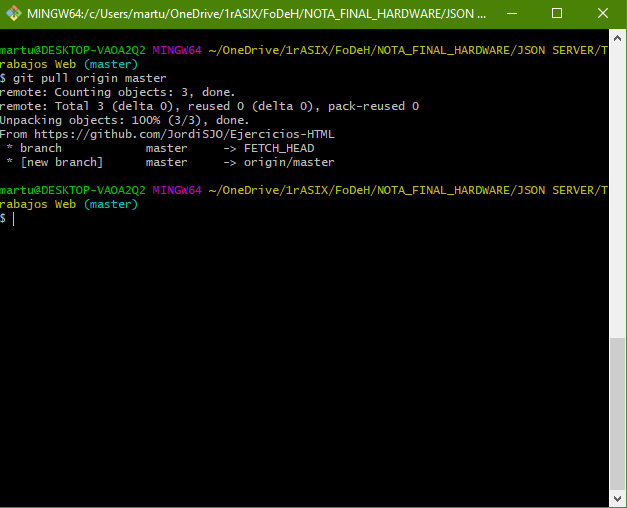 MINGW64:/c/Users/martu/OneDrive/1rASIX/FoDeH/NOTA_FINAL_HARDWARE/JSON ...
martu@DESKTOP-VAOA2Q2 MINGW64 ~/OneDrive/1rASIX/FoDeH/NOTA_FINAL_HARDWARE/JSON SERVER/T
rabajos Web (master)
$ git pull origin master
remote: Counting objects: 3, done.
remote: Total 3 (delta 0), reused 0 (delta 0), pack-reused 0
Unpacking objects: 100% (3/3), done.
From https://github.com/JordiSJO/Ejercicios-HTML
 * branch            master     -> FETCH_HEAD
 * [new branch]      master     -> origin/master
martu@DESKTOP-VAOA2Q2 MINGW64 ~/OneDrive/1rASIX/FoDeH/NOTA_FINAL_HARDWARE/JSON SERVER/T
rabajos Web (master)
$